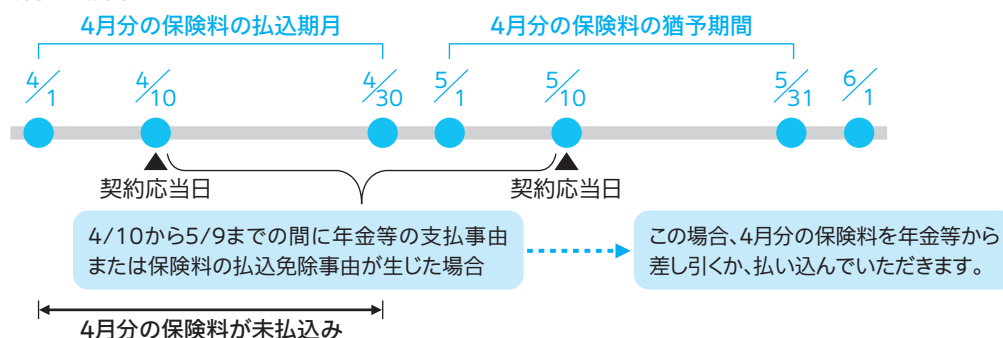 4月分の保険料の払込期月
4月分の保険料の猶予期間
4/1
4/10
4/30
5/1
5/10
5/31
6/1
契約応当日
契約応当日
4/10から5/9までの間に年金等の支払事由
または保険料の払込免除事由が生じた場合
この場合、4月分の保険料を年金等から
差し引くか、払い込んでいただきます。
4月分の保険料が未払込み